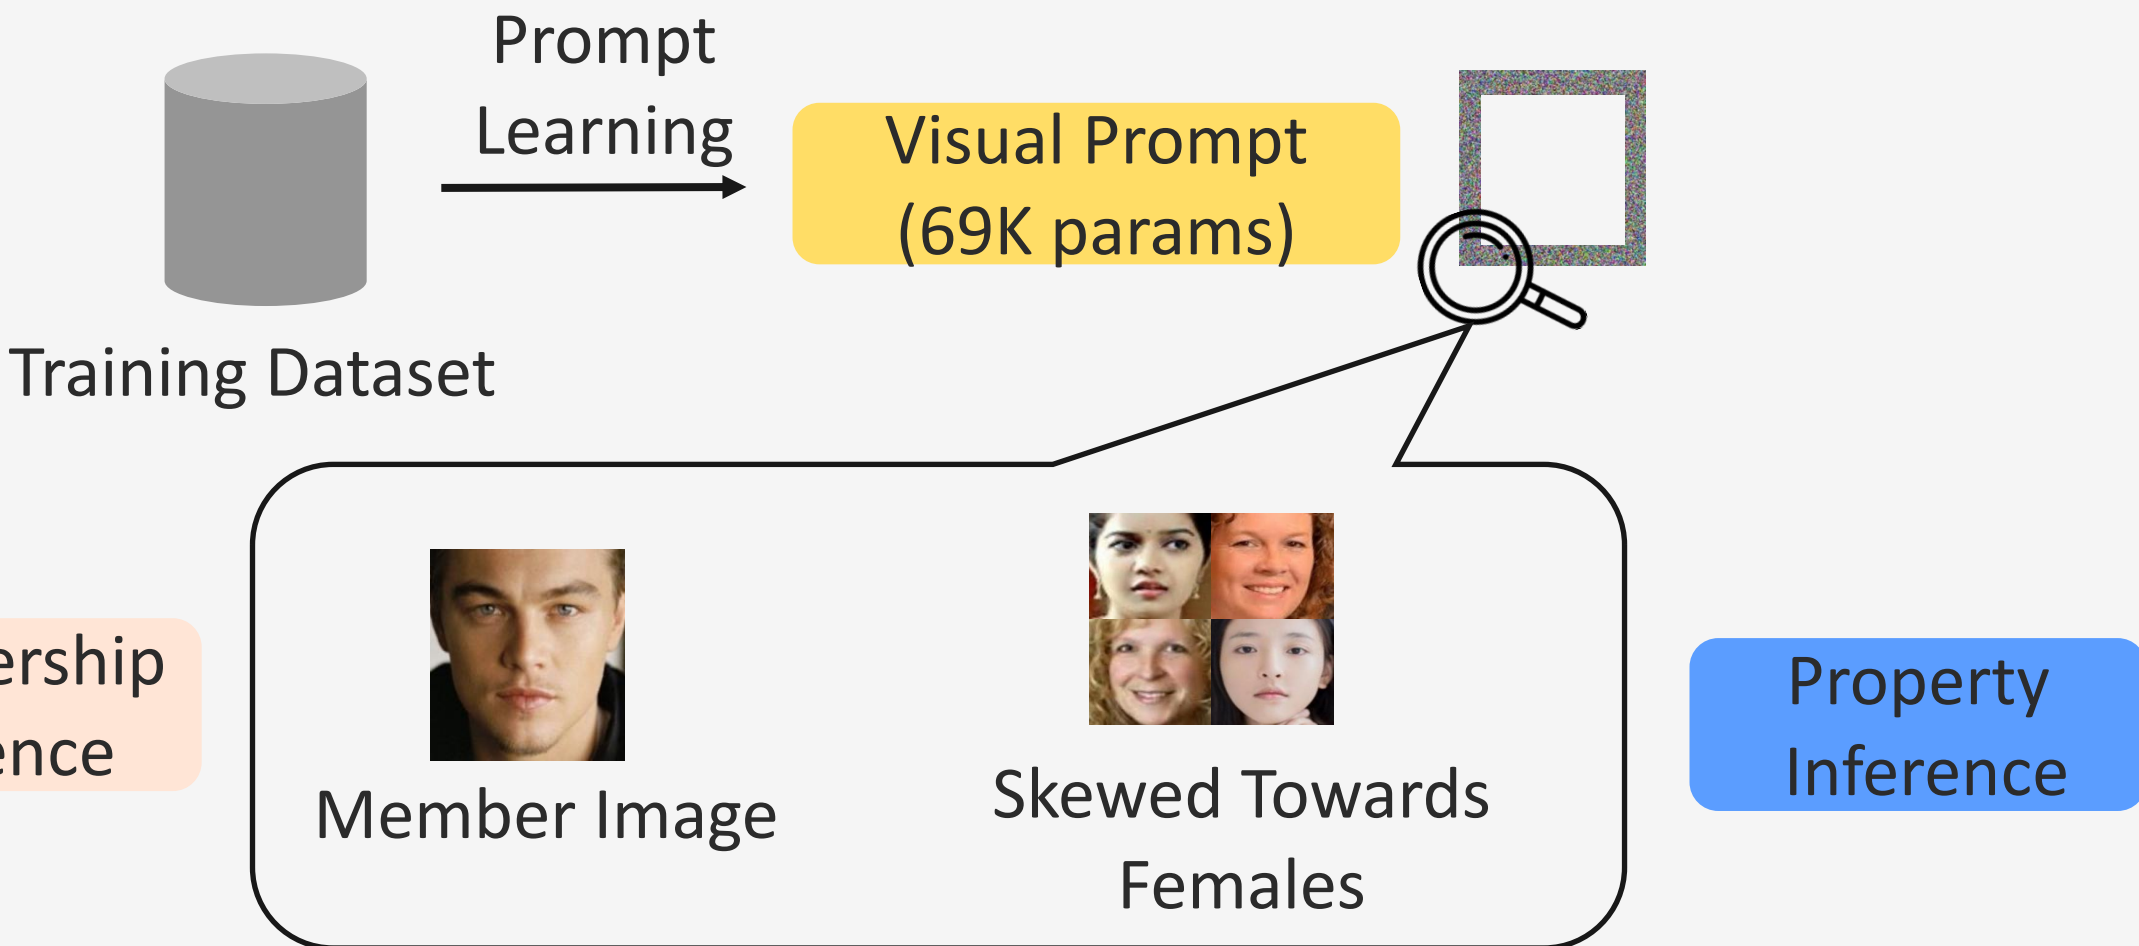 Prompt
Learning
Visual Prompt
(69K params)
Training Dataset
ership
ence
Member Image
Skewed Towards
Females
Property
Inference